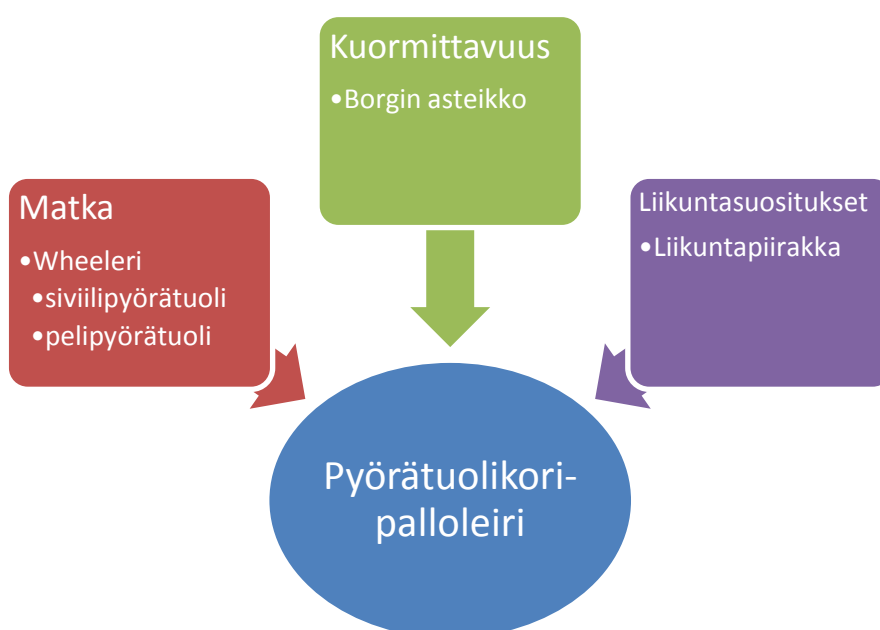 Kuormittavuus
•Borgin asteikko
Matka
•Wheeleri
•siviilipyörätuoli
•pelipyörätuoli
Liikuntasuositukset
•Liikuntapiirakka
Pyörätuolikori-
palloleiri